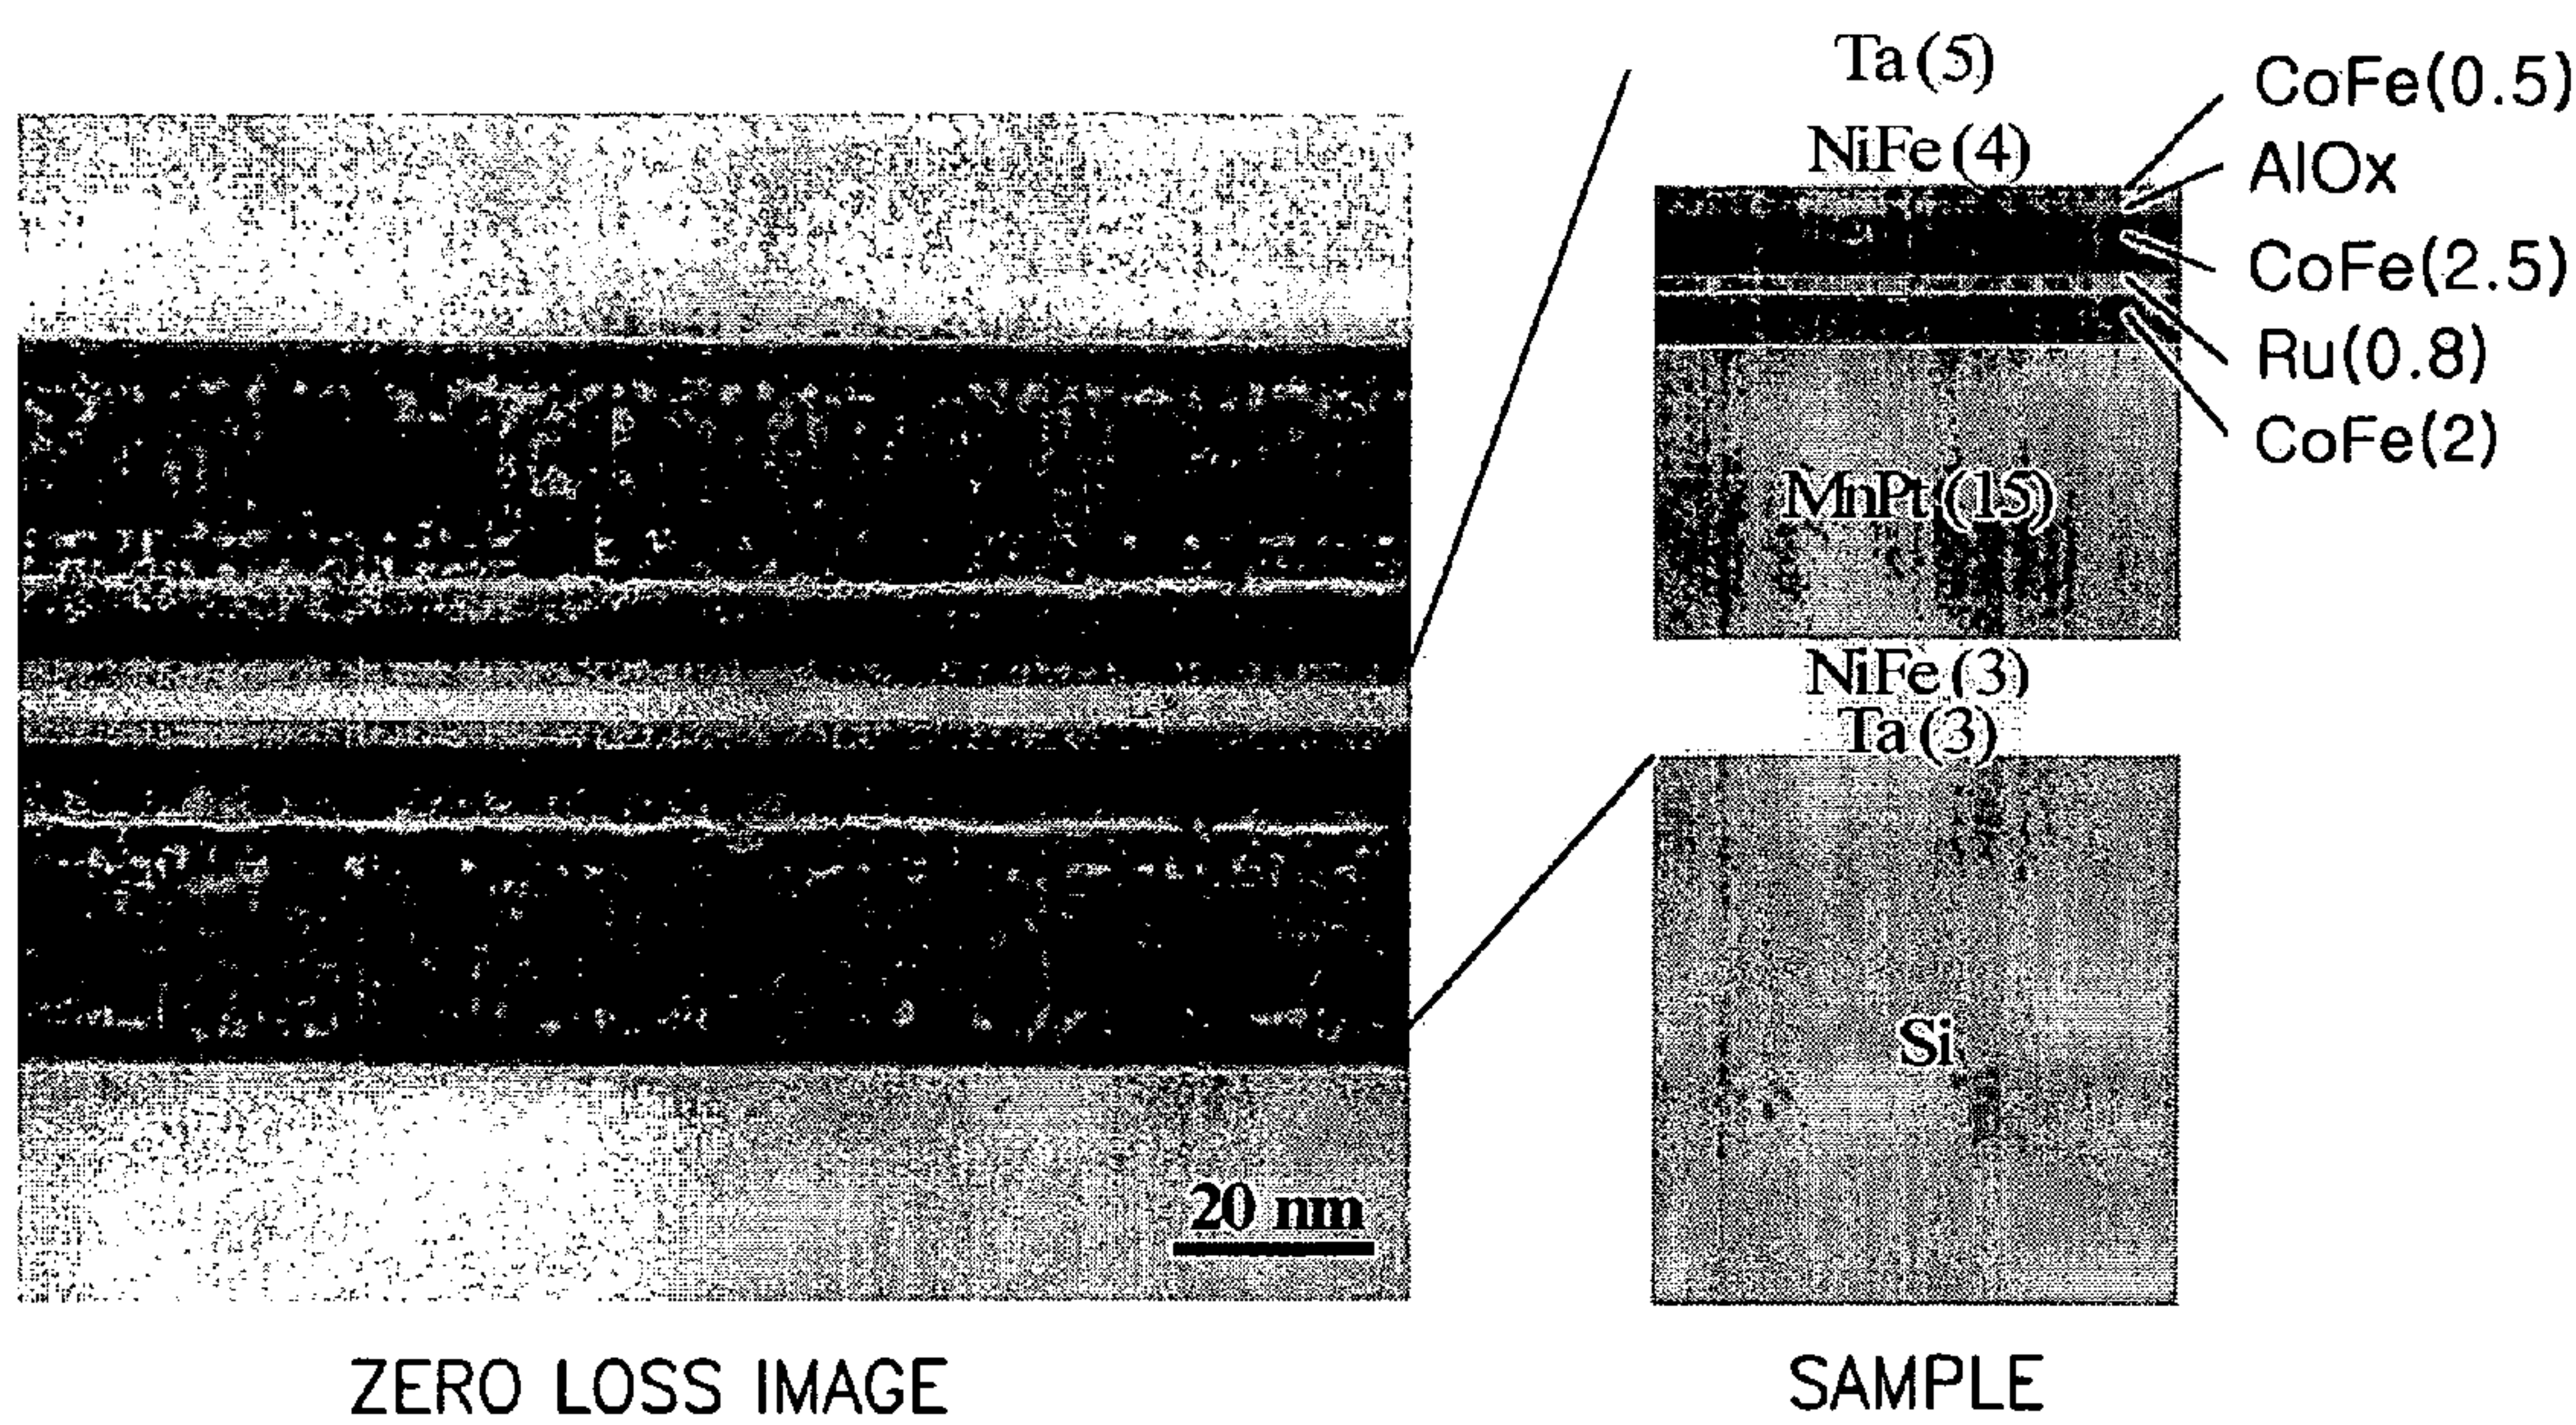 Ta (5)
NiFe (4)
CoFe(0.5)
AlOx
CoFe(2.5)
Ru(0.8)
CoFe(2)
MnPt (15)
NiFe (3)
Ta (3)
Si
20 nm
ZERO LOSS IMAGE
SAMPLE